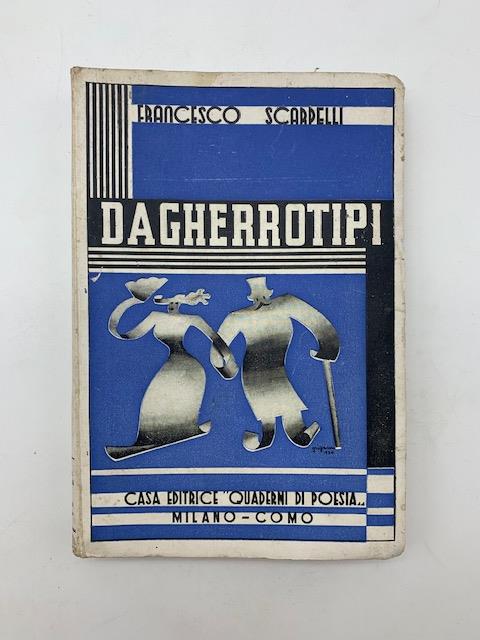 FRANCESCO SCARPELLI
DAGHERROTIPI
CASA EDITRICE "QUADERNI DI POESIA„
MILANO-COMO